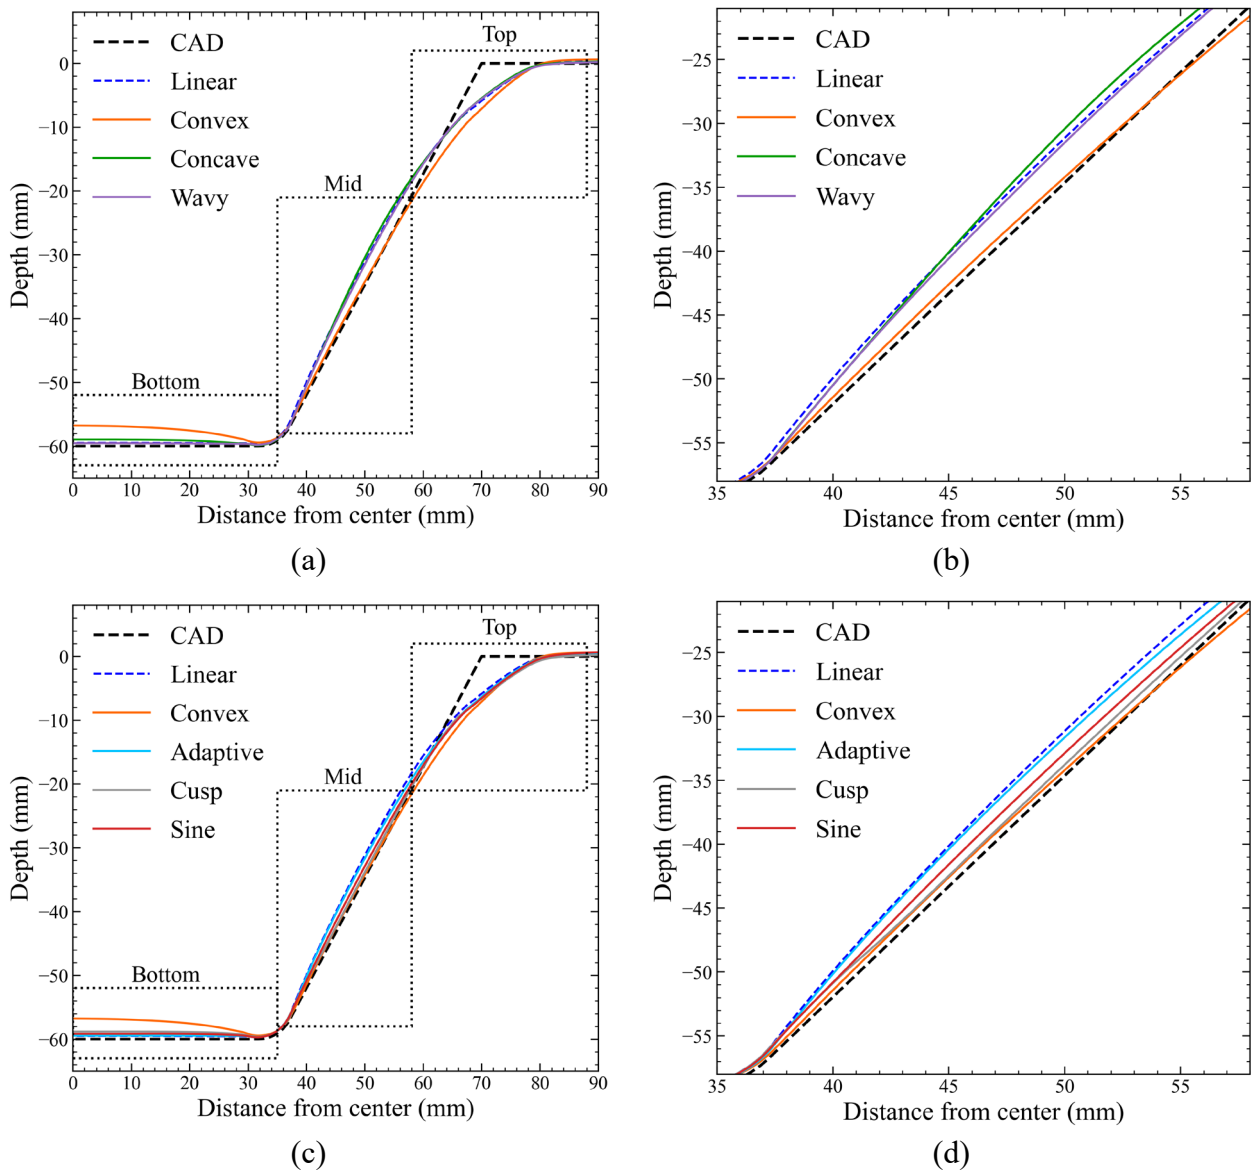 CAD
Linear
Convex
Concave
Wavy
Top
Mid
Bottom
0
−10
−20
−30
−40
−50
−60
Depth (mm)
0 10 20 30 40 50 60 70 80 90
Distance from center (mm)
(a)
CAD
Linear
Convex
Concave
Wavy
−25
−30
−35
−40
−45
−50
−55
Depth (mm)
35 40 45 50 55
Distance from center (mm)
(b)
CAD
Linear
Convex
Adaptive
Cusp
Sine
Top
Mid
Bottom
0
−10
−20
−30
−40
−50
−60
Depth (mm)
0 10 20 30 40 50 60 70 80 90
Distance from center (mm)
(c)
CAD
Linear
Convex
Adaptive
Cusp
Sine
−25
−30
−35
−40
−45
−50
−55
Depth (mm)
35 40 45 50 55
Distance from center (mm)
(d)